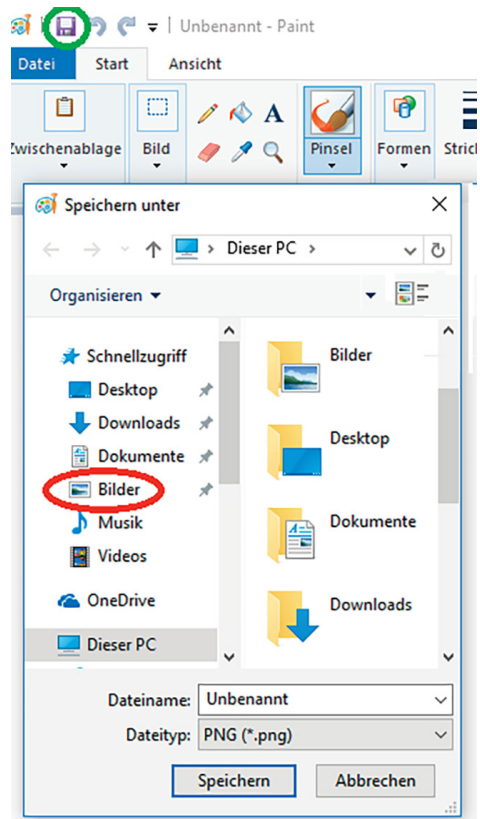 Unbenannt - Paint
Datei Start Ansicht
Zwischenablage Bild A Pinsel Formen
Speichern unter
Dieser PC
Organisieren
Schnellzugriff
Desktop
Downloads
Dokumente
Bilder
Musik
Videos
OneDrive
Dieser PC
Bilder
Desktop
Dokumente
Downloads
Dateiname: Unbenannt
Dateityp: PNG (*.png)
Speichern Abbrechen